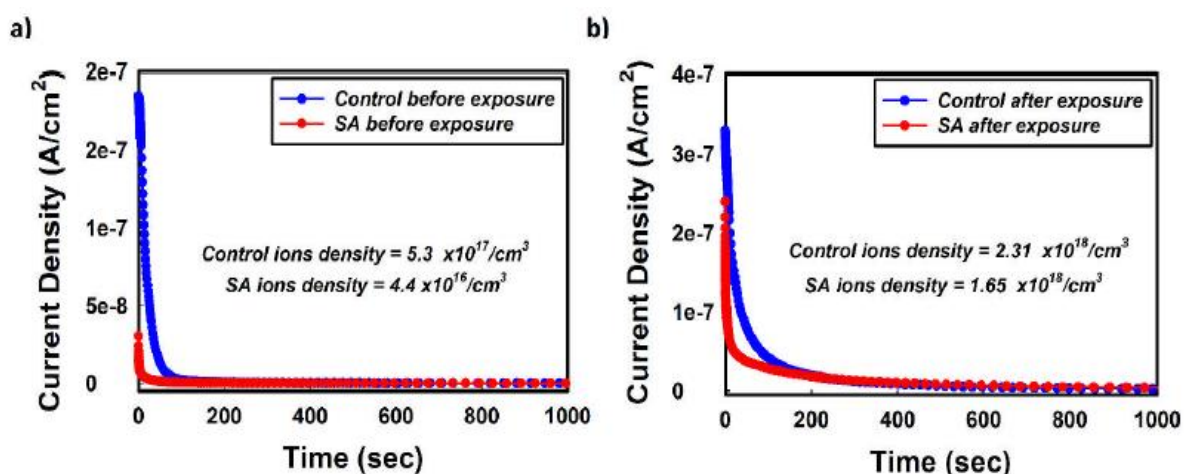 a)
b)
Current Density (A/cm²)
2e-7
2e-7
1e-7
5e-8
0
Control before exposure
SA before exposure
Control ions density = 5.3 x10¹⁷/cm³
SA ions density = 4.4 x10¹⁶/cm³
0 200 400 600 800 1000
Time (sec)
Current Density (A/cm²)
4e-7
3e-7
2e-7
1e-7
0
Control after exposure
SA after exposure
Control ions density = 2.31 x10¹⁸/cm³
SA ions density = 1.65 x10¹⁸/cm³
0 200 400 600 800 1000
Time (sec)